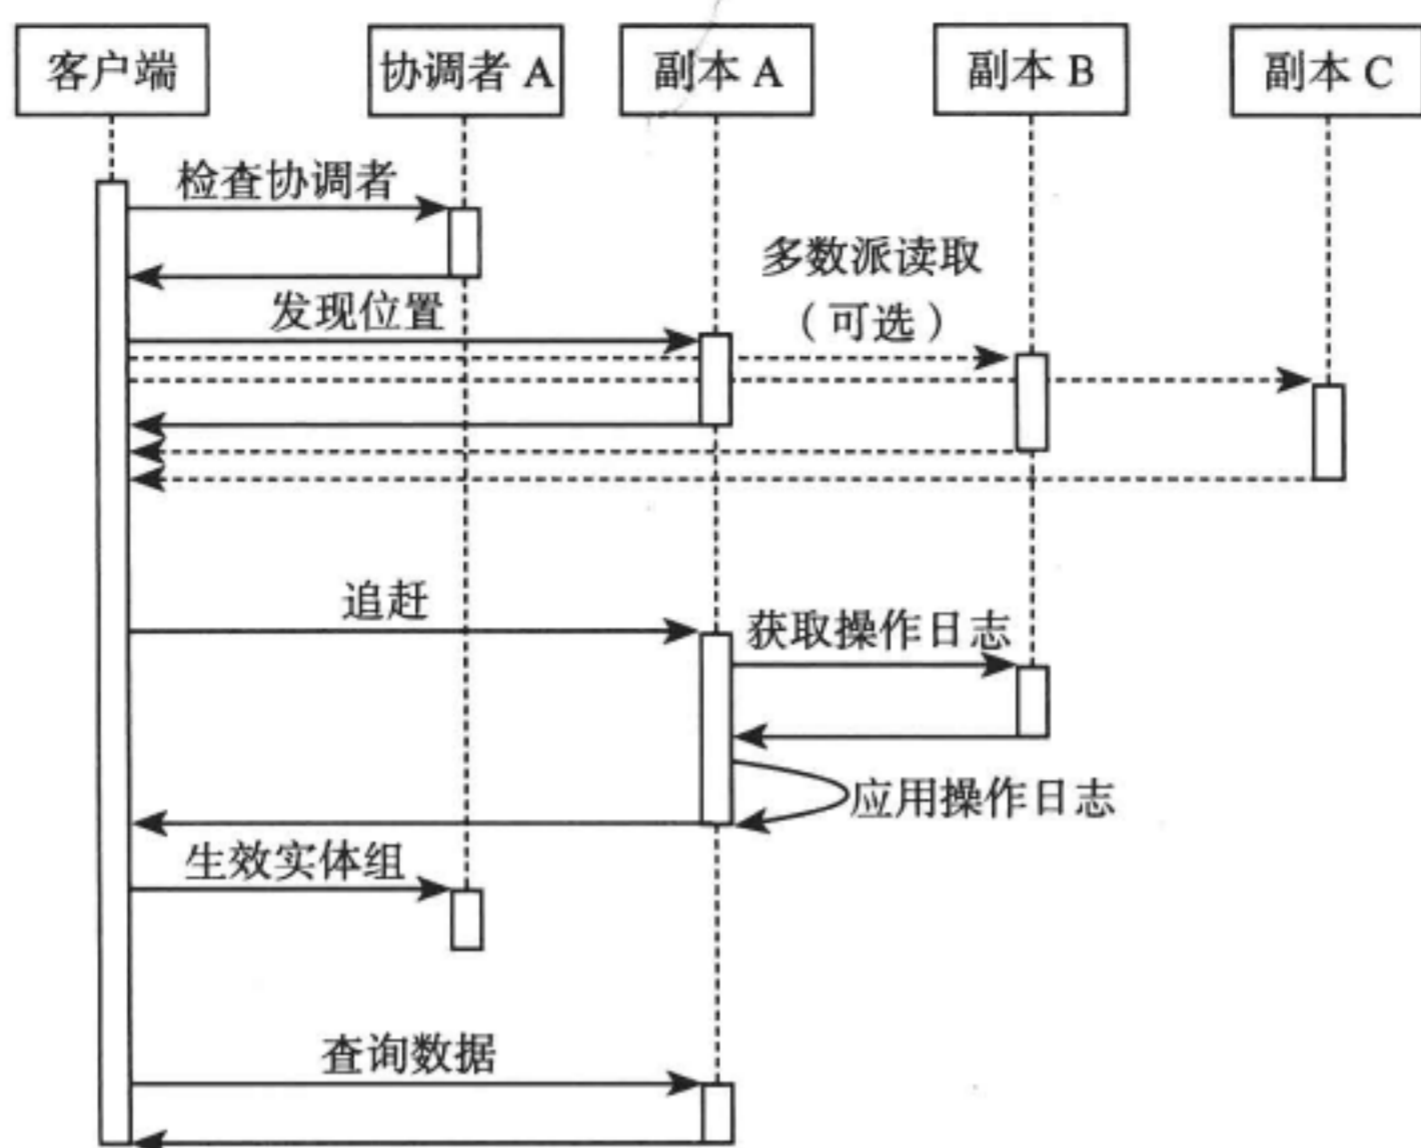 客户端
协调者 A
副本 A
副本 B
副本 C
检查协调者
多数派读取
（可选）
发现位置
追赶
获取操作日志
应用操作日志
生效实体组
查询数据